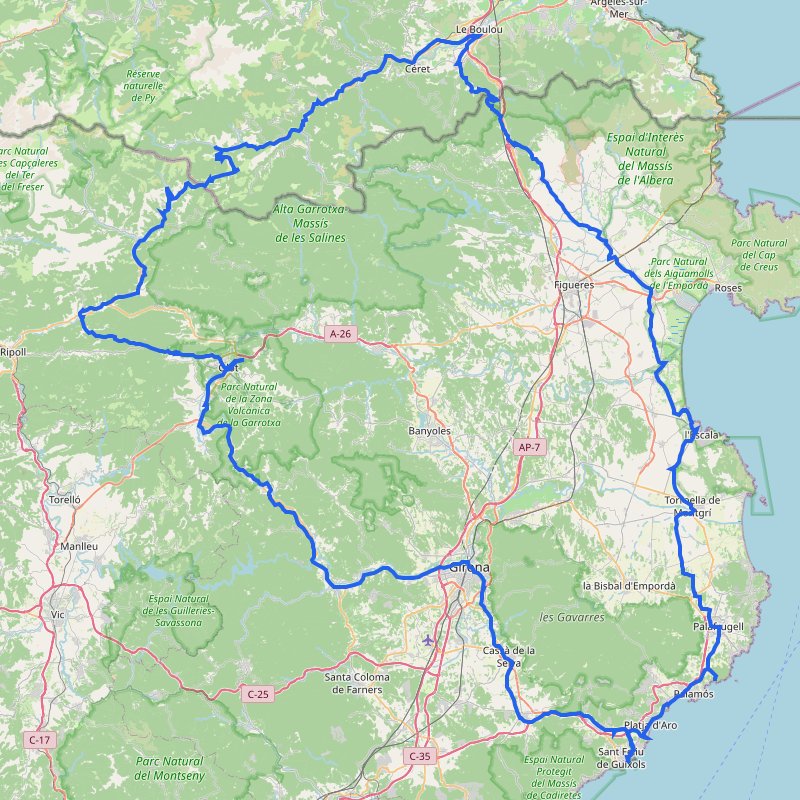 Argelès-sur-
Mer
Le Boulou
Céret
Réserve
naturelle
de Py
arc Natural
es Capçaleres
del Ter
del Freser
Espai d'Interès
Natural
del Massís
de l'Albera
Alta Garrotxa-
Massís
de les Salines
Parc Natural
del Cap
de Creus
Parc Natural
dels Aiguamolls
de l'Empordà
Figueres
Roses
A-26
Ripoll
Parc Natural
de la Zona
Volcànica
de la Garrotxa
Banyoles
l'Escala
AP-7
Torelló
Torroella de
Montgrí
Manlleu
Girona
la Bisbal d'Empordà
Vic
Espai Natural
de les Guilleries-
Savassona
les Gavarres
Palafrugell
Cassà de la
Selva
Santa Coloma
de Farners
C-25
Palamós
Platja d'Aro
C-17
Sant Feliu
de Guíxols
C-35
Parc Natural
del Montseny
Espai Natural
Protegit
del Massís
de Cadiretes